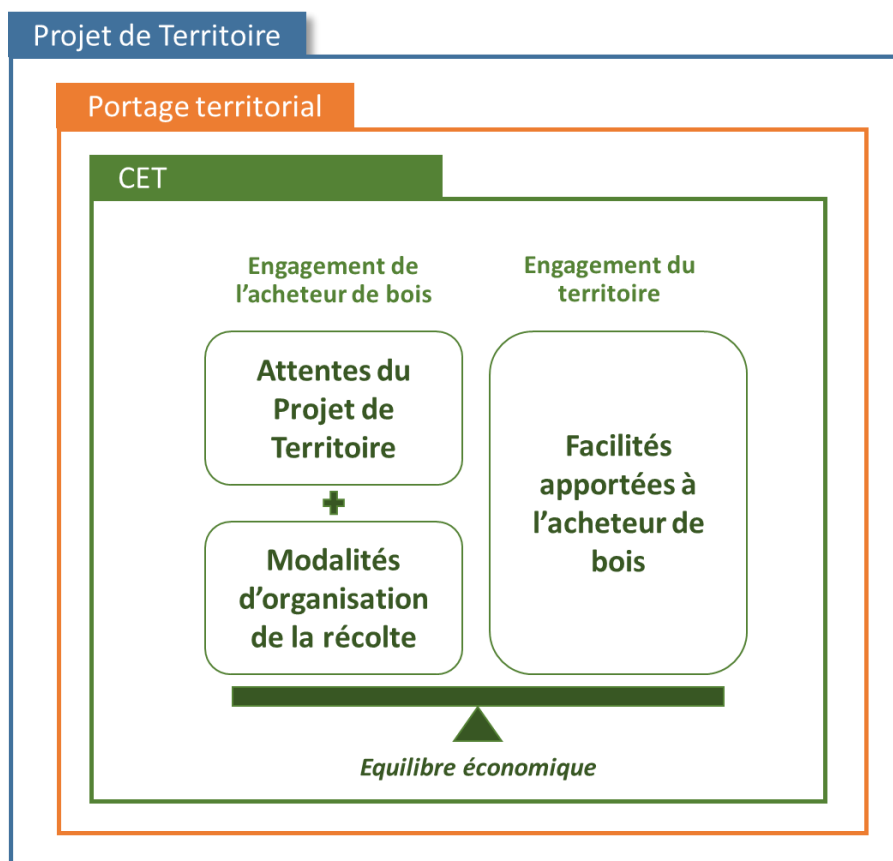 Projet de Territoire
Portage territorial
CET
Engagement de
l’acheteur de bois
Attentes du
Projet de
Territoire
Modalités
d’organisation
de la récolte
Engagement du
territoire
Facilités
apportées à
l’acheteur de
bois
Equilibre économique